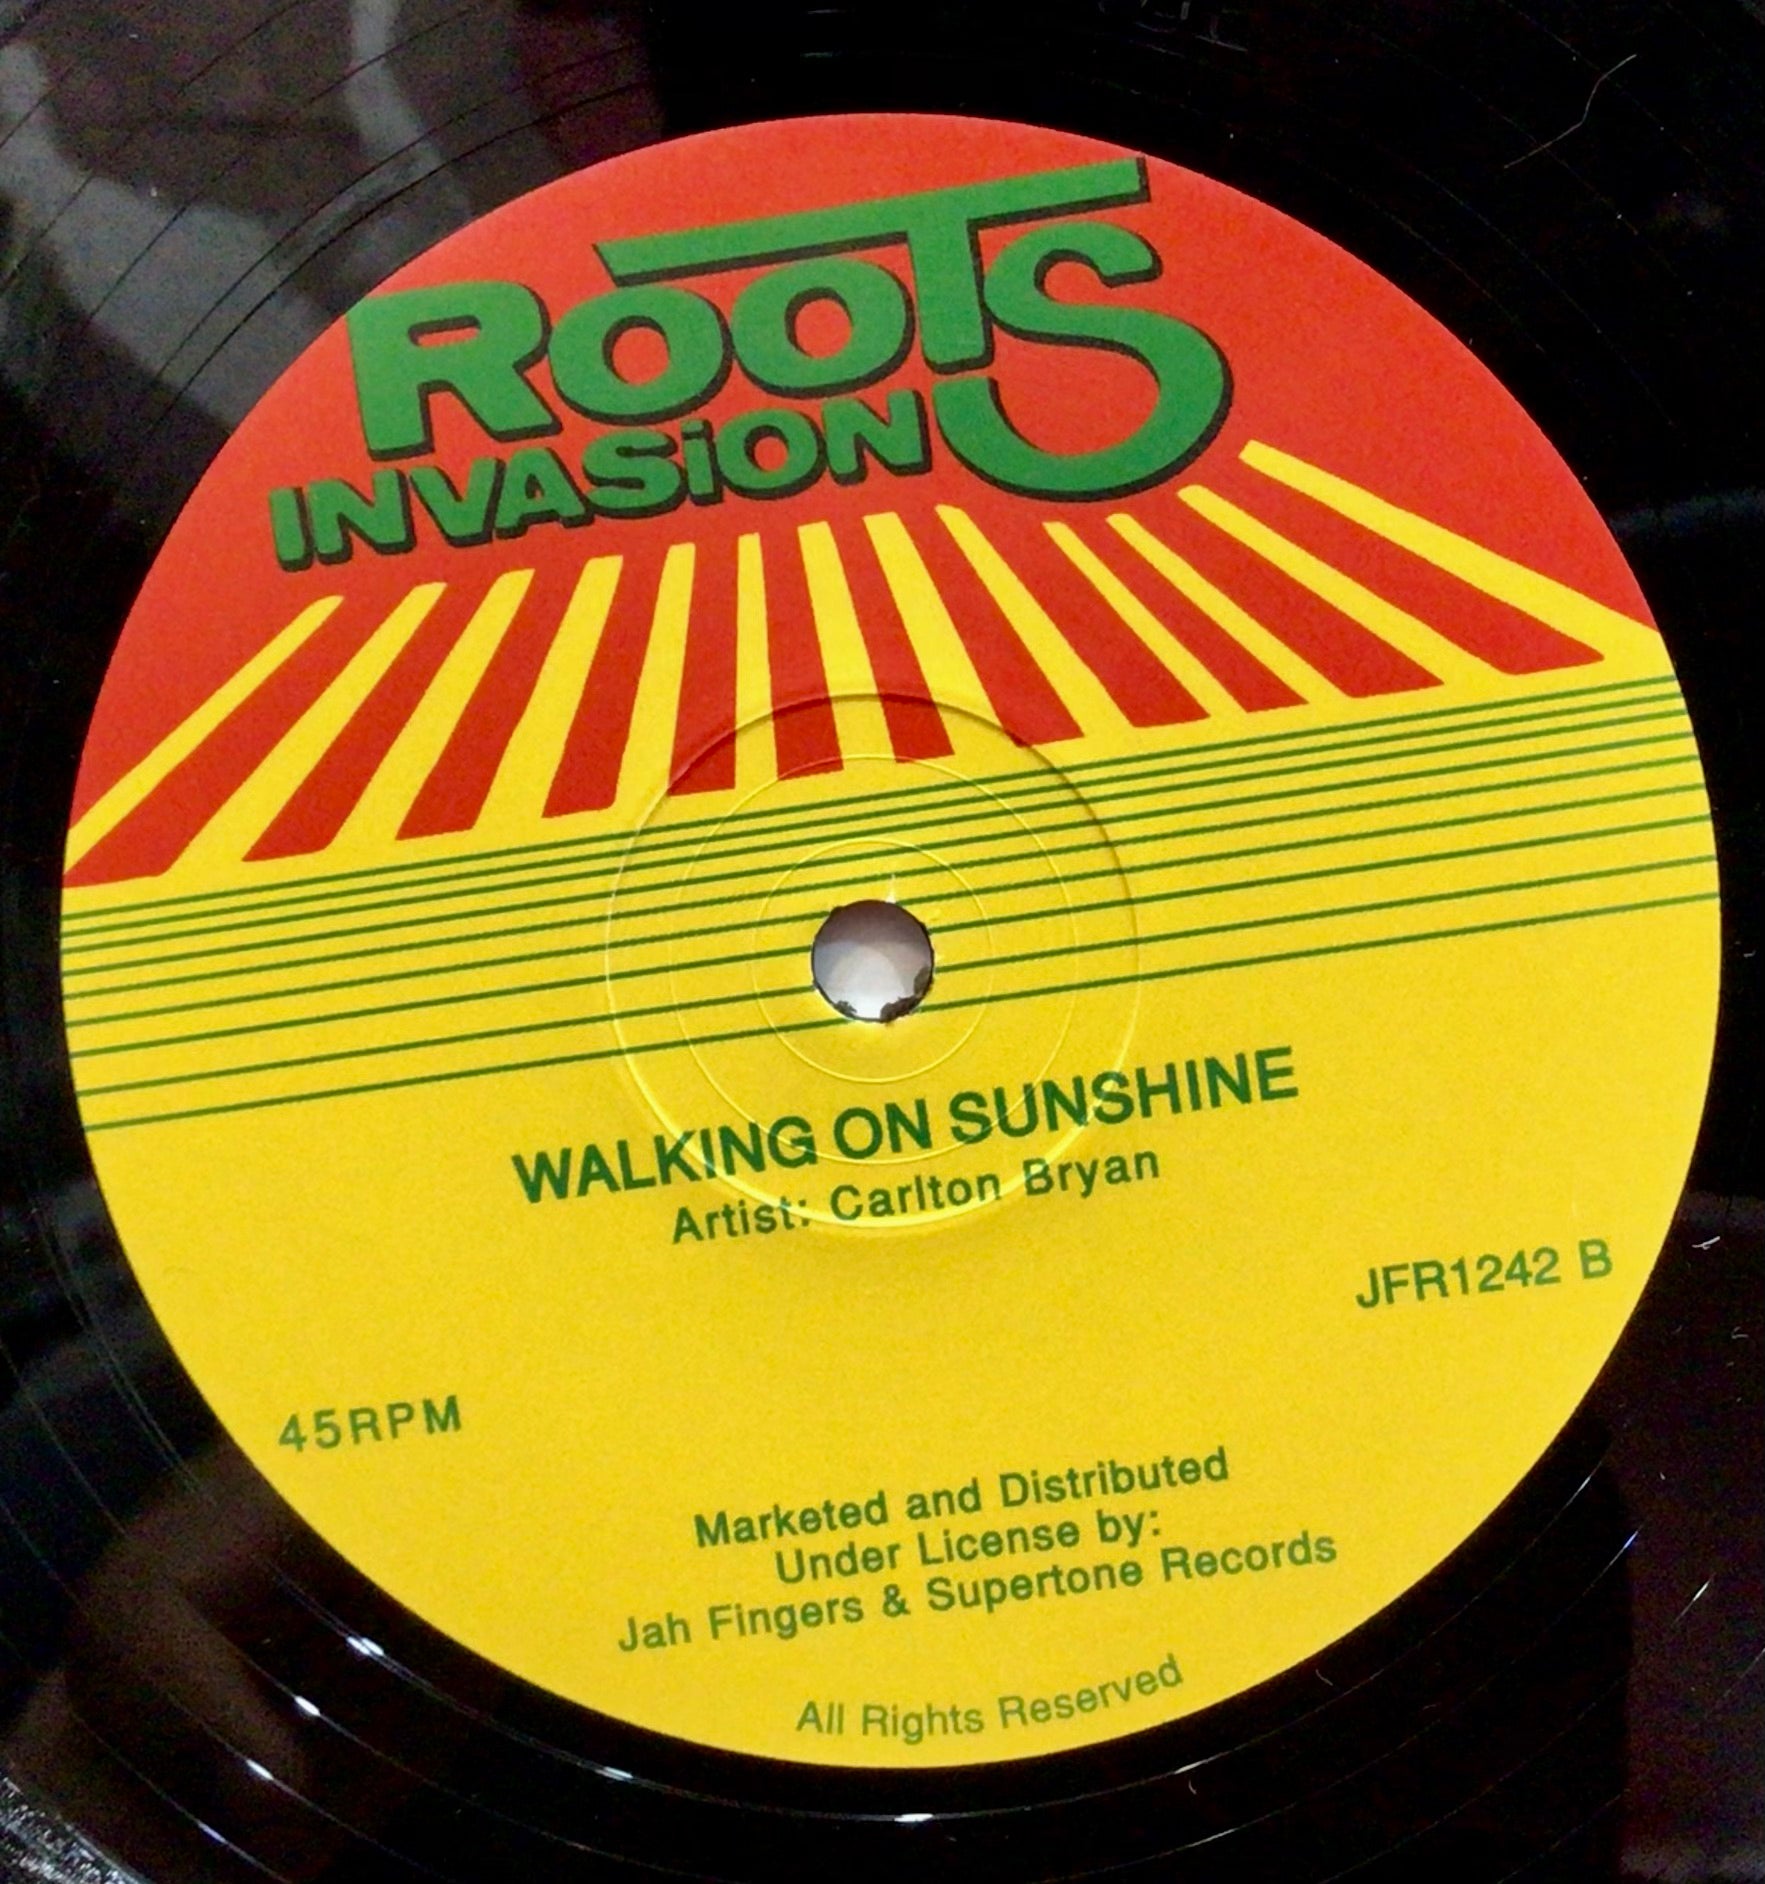 ROOTS
INVASiON
WALKING ON SUNSHINE
Artist: Carlton Bryan
JFR1242 B
45RPM
Marketed and Distributed
Under License by:
Jah Fingers & Supertone Records
All Rights Reserved